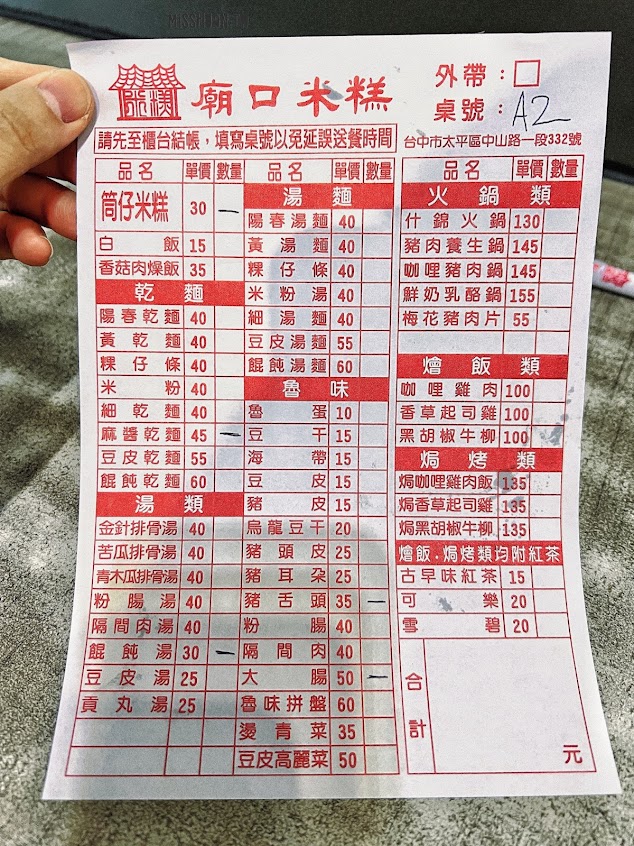 MISSHUAN.NET
廟口米糕
外帶：□
桌號：A2
請先至櫃台結帳，填寫桌號以免延誤送餐時間
台中市太平區中山路一段332號
品名 單價 數量
筒仔米糕 30 一
白飯 15
香菇肉燥飯 35
乾麵
陽春乾麵 40
黃乾麵 40
粿仔條 40
米粉 40
細乾麵 40
麻醬乾麵 45 一
豆皮乾麵 55
餛飩乾麵 60
湯類
金針排骨湯 40
苦瓜排骨湯 40
青木瓜排骨湯 40
粉腸湯 40
隔間肉湯 40
餛飩湯 30 一
豆皮湯 25
貢丸湯 25
品名 單價 數量
湯麵
陽春湯麵 40
黃湯麵 40
粿仔條 40
米粉湯 40
細湯麵 40
豆皮湯麵 55
餛飩湯麵 60
魯味
魯蛋 10
豆干 15
海帶 15
豆皮 15
豬皮 15
烏龍豆干 20
豬頭皮 25
豬耳朵 25
豬舌頭 35 一
粉腸 40
隔間肉 40
大腸 50 一
魯味拼盤 60
燙青菜 35
豆皮高麗菜 50
品名 單價 數量
火鍋類
什錦火鍋 130
豬肉養生鍋 145
咖哩豬肉鍋 145
鮮奶乳酪鍋 155
梅花豬肉片 55
燴飯類
咖哩雞肉 100
香草起司雞 100
黑胡椒牛柳 100
焗烤類
焗咖哩雞肉飯 135
焗香草起司雞 135
焗黑胡椒牛柳 135
燴飯.焗烤類均附紅茶
古早味紅茶 15
可樂 20
雪碧 20
合計
元